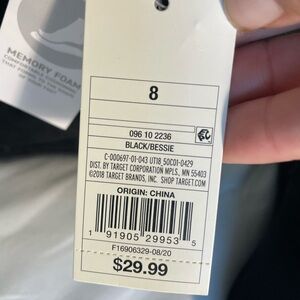 MEMORY FOAM
8
096 10 2236
BLACK/BESSIE
C-000697-01-043 UT18 50C01-0429
DIST. BY TARGET CORPORATION MPLS., MN 55403
©2018 TARGET BRANDS, INC. SHOP TARGET.COM
ORIGIN: CHINA
1 91905 29953 5
F16906329-08/20
$29.99